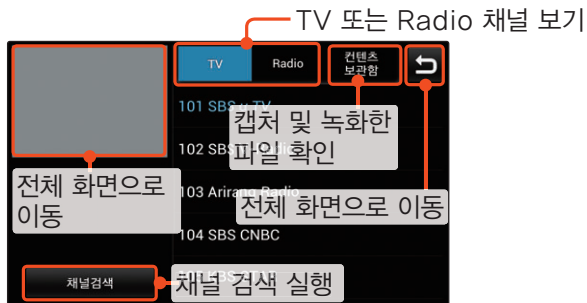 TV 또는 Radio 채널 보기
TV
Radio
컨텐츠
보관함
101 SBS u TV
캡처 및 녹화한
파일 확인
102 SBS
전체 화면으로
이동
103 Arirang Radio
전체 화면으로 이동
104 SBS CNBC
채널검색
채널 검색 실행